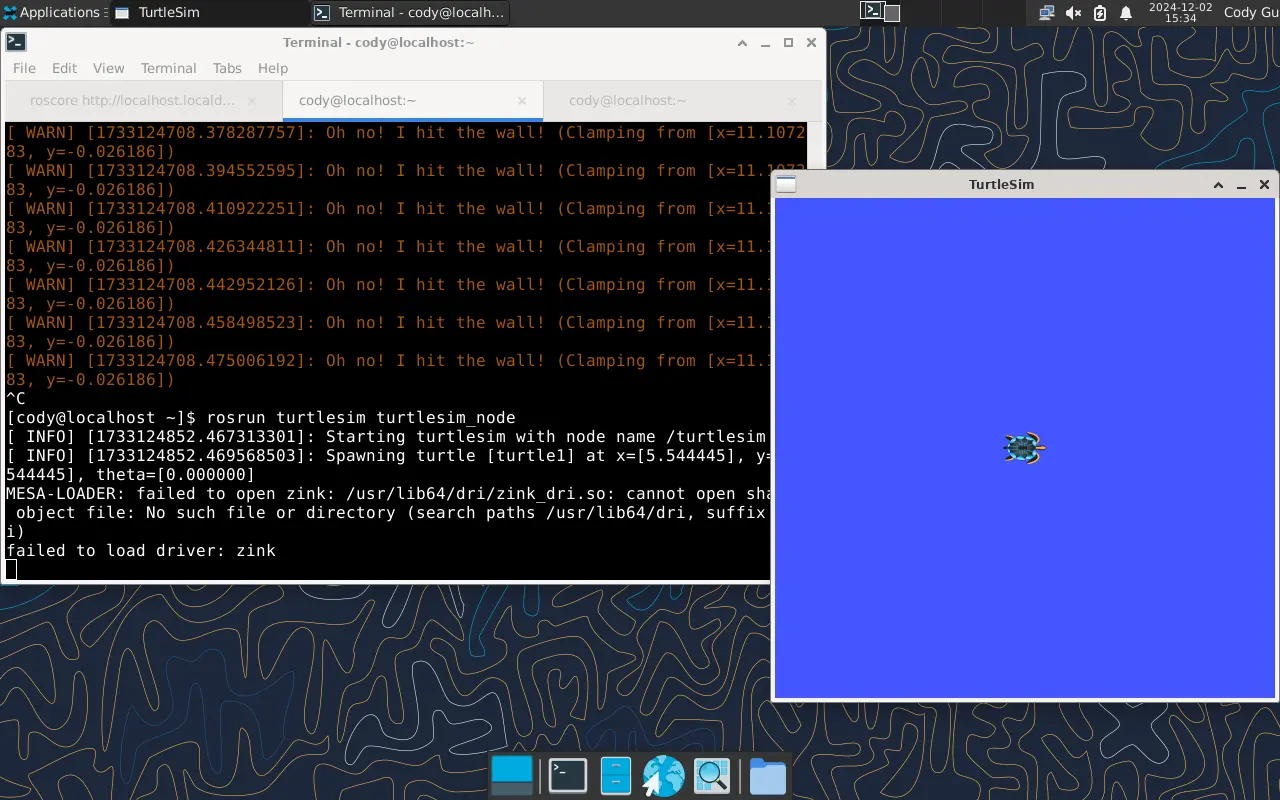 Applications
TurtleSim
Terminal - cody@localh...
2024-12-02
15:34
Cody Gu
Terminal - cody@localhost:~
File Edit View Terminal Tabs Help
roscore http://localhost.locald...
cody@localhost:~
cody@localhost:~
[ WARN] [1733124708.378287757]: Oh no! I hit the wall! (Clamping from [x=11.1072
83, y=-0.026186])
[ WARN] [1733124708.394552595]: Oh no! I hit the wall! (Clamping from [x=11.1072
83, y=-0.026186])
[ WARN] [1733124708.410922251]: Oh no! I hit the wall! (Clamping from [x=11.
83, y=-0.026186])
[ WARN] [1733124708.426344811]: Oh no! I hit the wall! (Clamping from [x=11.
83, y=-0.026186])
[ WARN] [1733124708.442952126]: Oh no! I hit the wall! (Clamping from [x=11.
83, y=-0.026186])
[ WARN] [1733124708.458498523]: Oh no! I hit the wall! (Clamping from [x=11.
83, y=-0.026186])
[ WARN] [1733124708.475006192]: Oh no! I hit the wall! (Clamping from [x=11.
83, y=-0.026186])
^C
[cody@localhost ~]$ rosrun turtlesim turtlesim_node
[ INFO] [1733124852.467313301]: Starting turtlesim with node name /turtlesim
[ INFO] [1733124852.469568503]: Spawning turtle [turtle1] at x=[5.544445], y=
544445], theta=[0.000000]
MESA-LOADER: failed to open zink: /usr/lib64/dri/zink_dri.so: cannot open sha
object file: No such file or directory (search paths /usr/lib64/dri, suffix
i)
failed to load driver: zink
TurtleSim